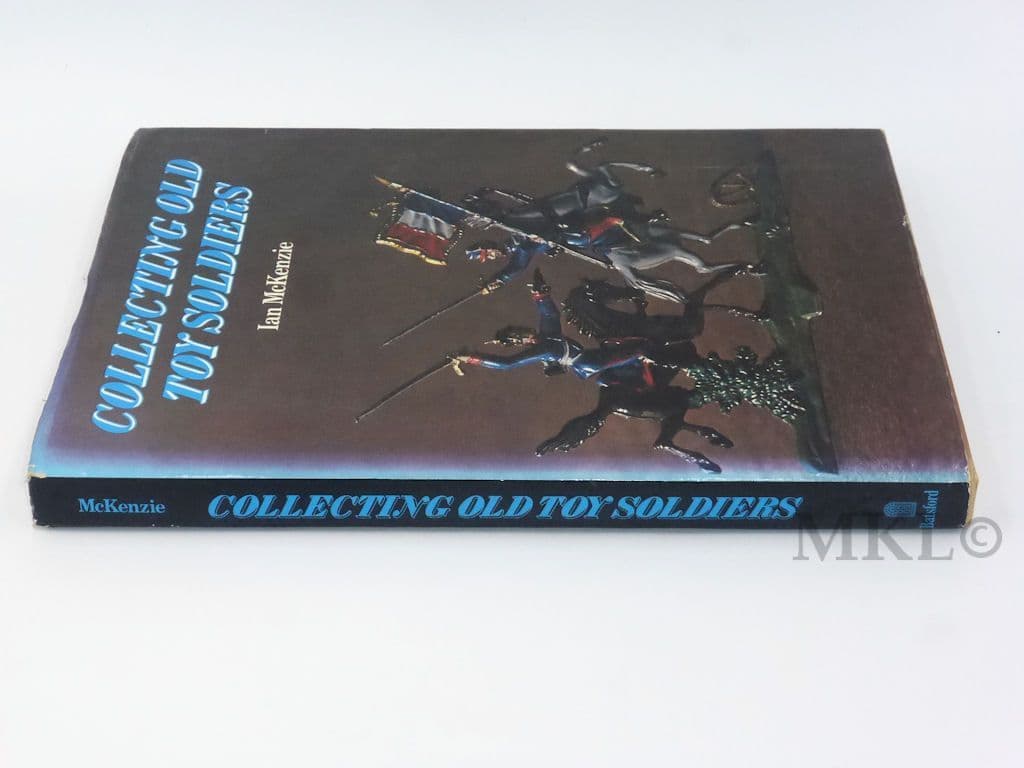 COLLECTING OLD
TOY SOLDIERS
Ian McKenzie
McKenzie
COLLECTING OLD TOY SOLDIERS
Batsford
MKL©